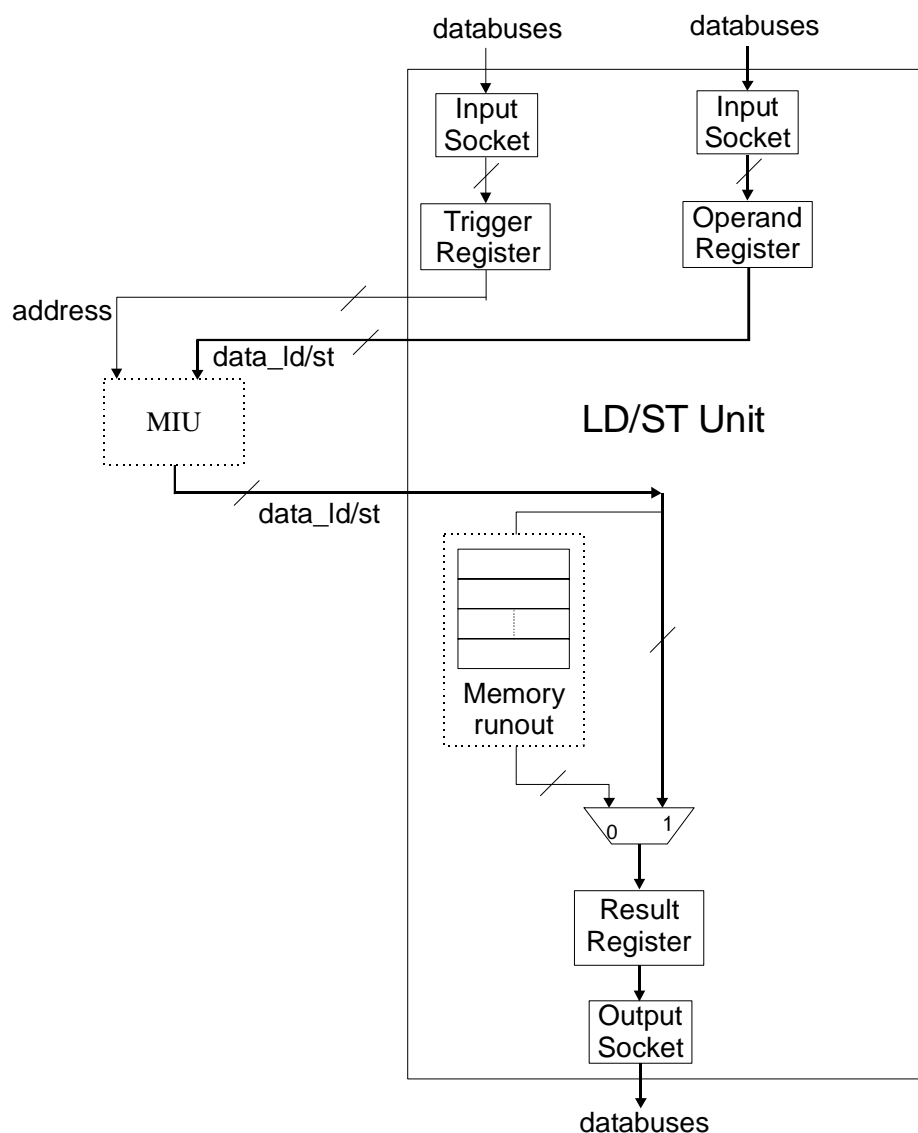 databuses
databuses
Input
Socket
Input
Socket
Trigger
Register
Operand
Register
address
data_ld/st
MIU
LD/ST Unit
data_ld/st
Memory
runout
0
1
Result
Register
Output
Socket
databuses